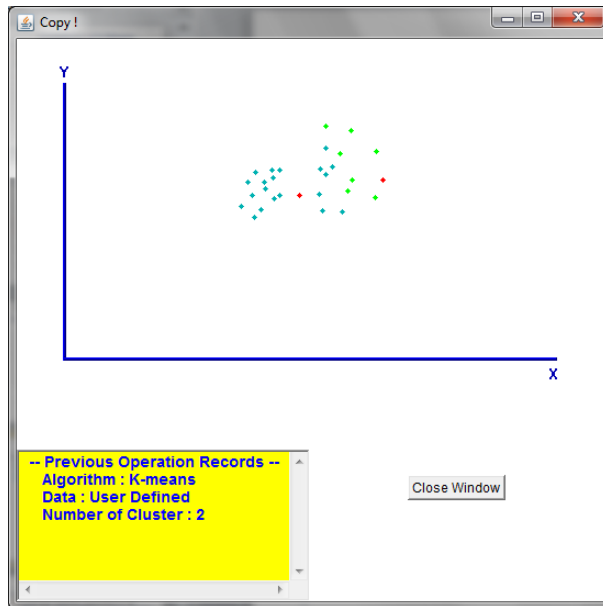 Copy !
Y
X
-- Previous Operation Records --
Algorithm : K-means
Data : User Defined
Number of Cluster : 2
Close Window